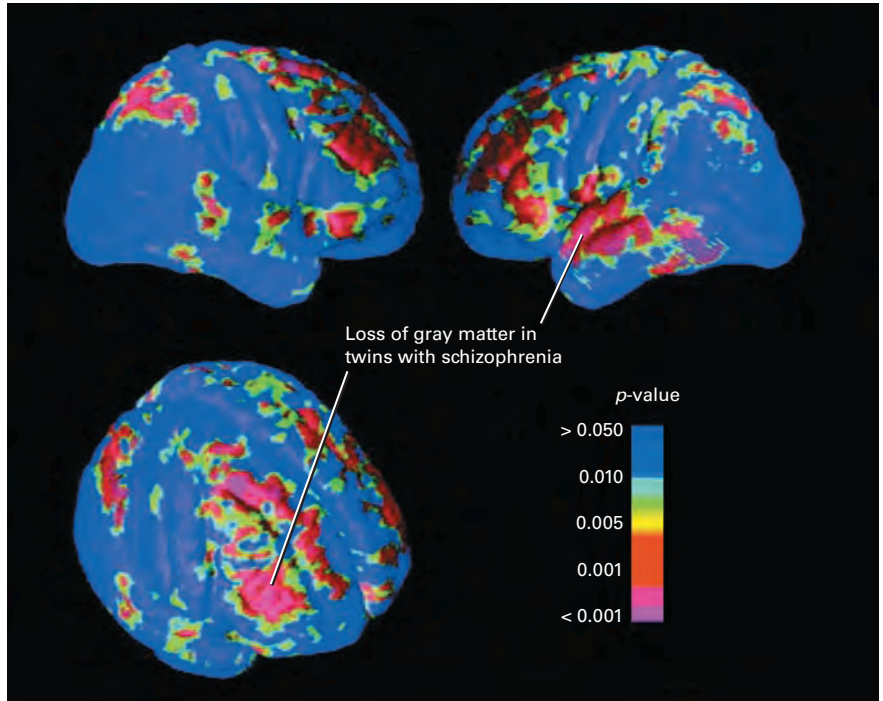 Loss of gray matter in
twins with schizophrenia
p-value
> 0.050
0.010
0.005
0.001
< 0.001